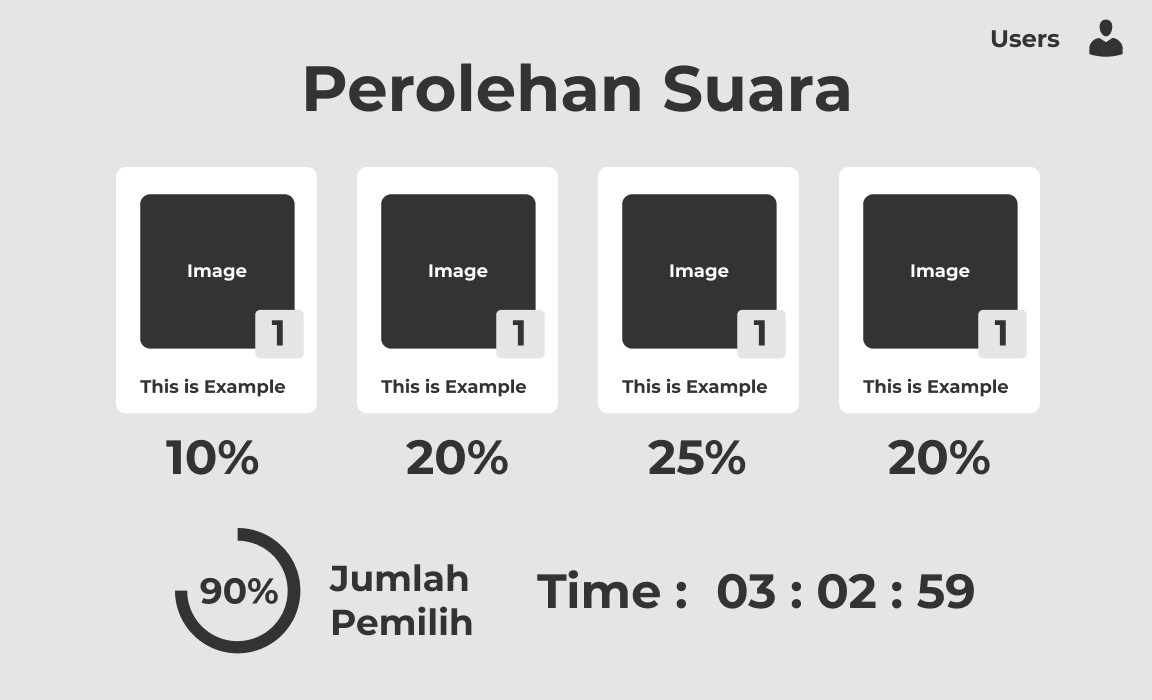 Users
Perolehan Suara
Image
1
This is Example
10%
Image
1
This is Example
20%
Image
1
This is Example
25%
Image
1
This is Example
20%
90%
Jumlah
Pemilih
Time : 03 : 02 : 59